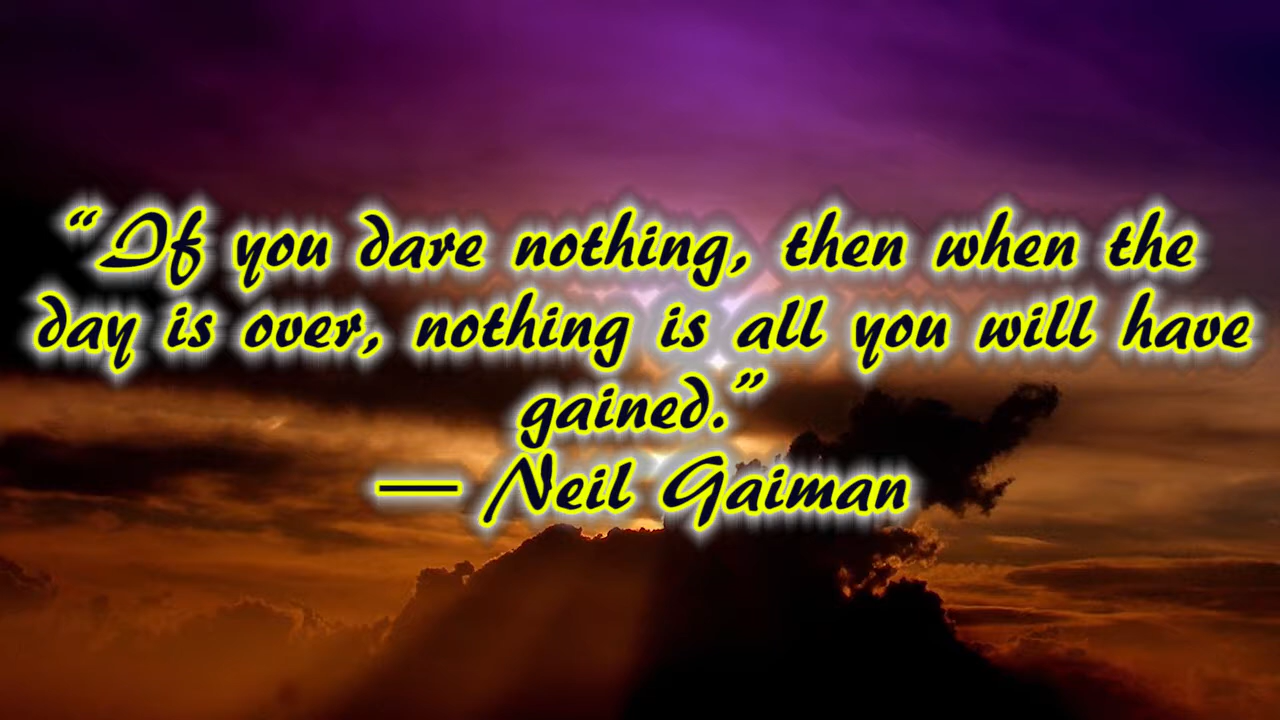 “If you dare nothing, then when the
day is over, nothing is all you will have
gained.”
― Neil Gaiman